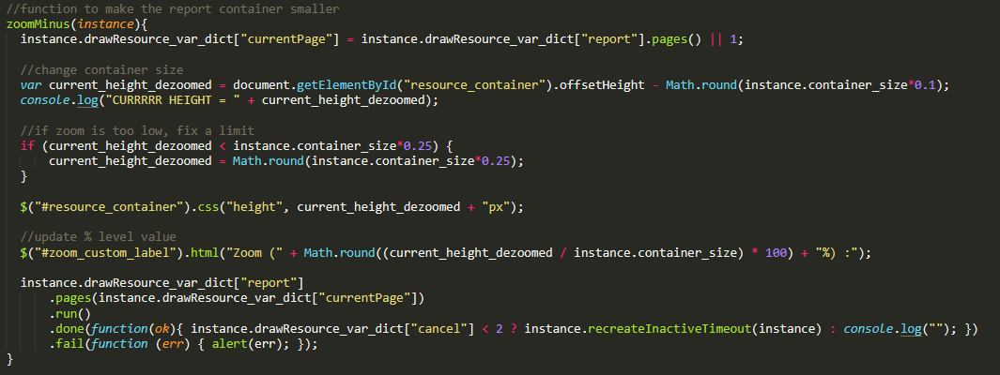 //function to make the report container smaller
zoomMinus(instance){
instance.drawResource_var_dict["currentPage"] = instance.drawResource_var_dict["report"].pages() || 1;
//change container size
var current_height_dezoomed = document.getElementById("resource_container").offsetHeight - Math.round(instance.container_size*0.1);
console.log("CURRRRR HEIGHT = " + current_height_dezoomed);
//if zoom is too low, fix a limit
if (current_height_dezoomed < instance.container_size*0.25) {
current_height_dezoomed = Math.round(instance.container_size*0.25);
}
$("#resource_container").css("height", current_height_dezoomed + "px");
//update % level value
$("#zoom_custom_label").html("Zoom (" + Math.round((current_height_dezoomed / instance.container_size) * 100) + "%) :");
instance.drawResource_var_dict["report"]
.pages(instance.drawResource_var_dict["currentPage"])
.run()
.done(function(ok){ instance.drawResource_var_dict["cancel"] < 2 ? instance.recreateInactiveTimeout(instance) : console.log(""); })
.fail(function (err) { alert(err); });
}